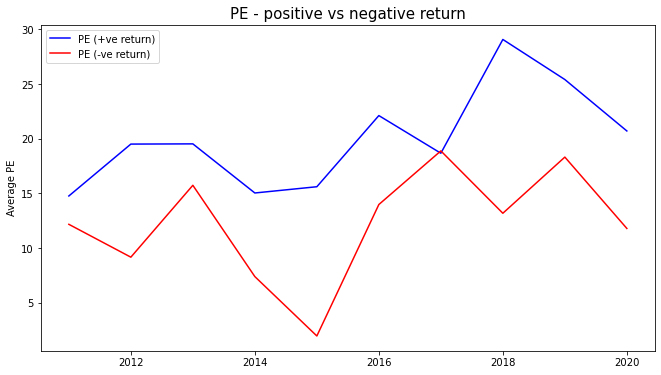 PE - positive vs negative return
PE (+ve return)
PE (-ve return)
Average PE
30
25
20
15
10
5
2012 2014 2016 2018 2020